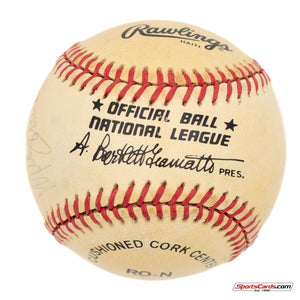 Rawlings
HAITI
★ OFFICIAL BALL ★
NATIONAL LEAGUE
A. Bartlett Giamatti
PRES.
CUSHIONED CORK CENTER
RO-N
SportsCards.com